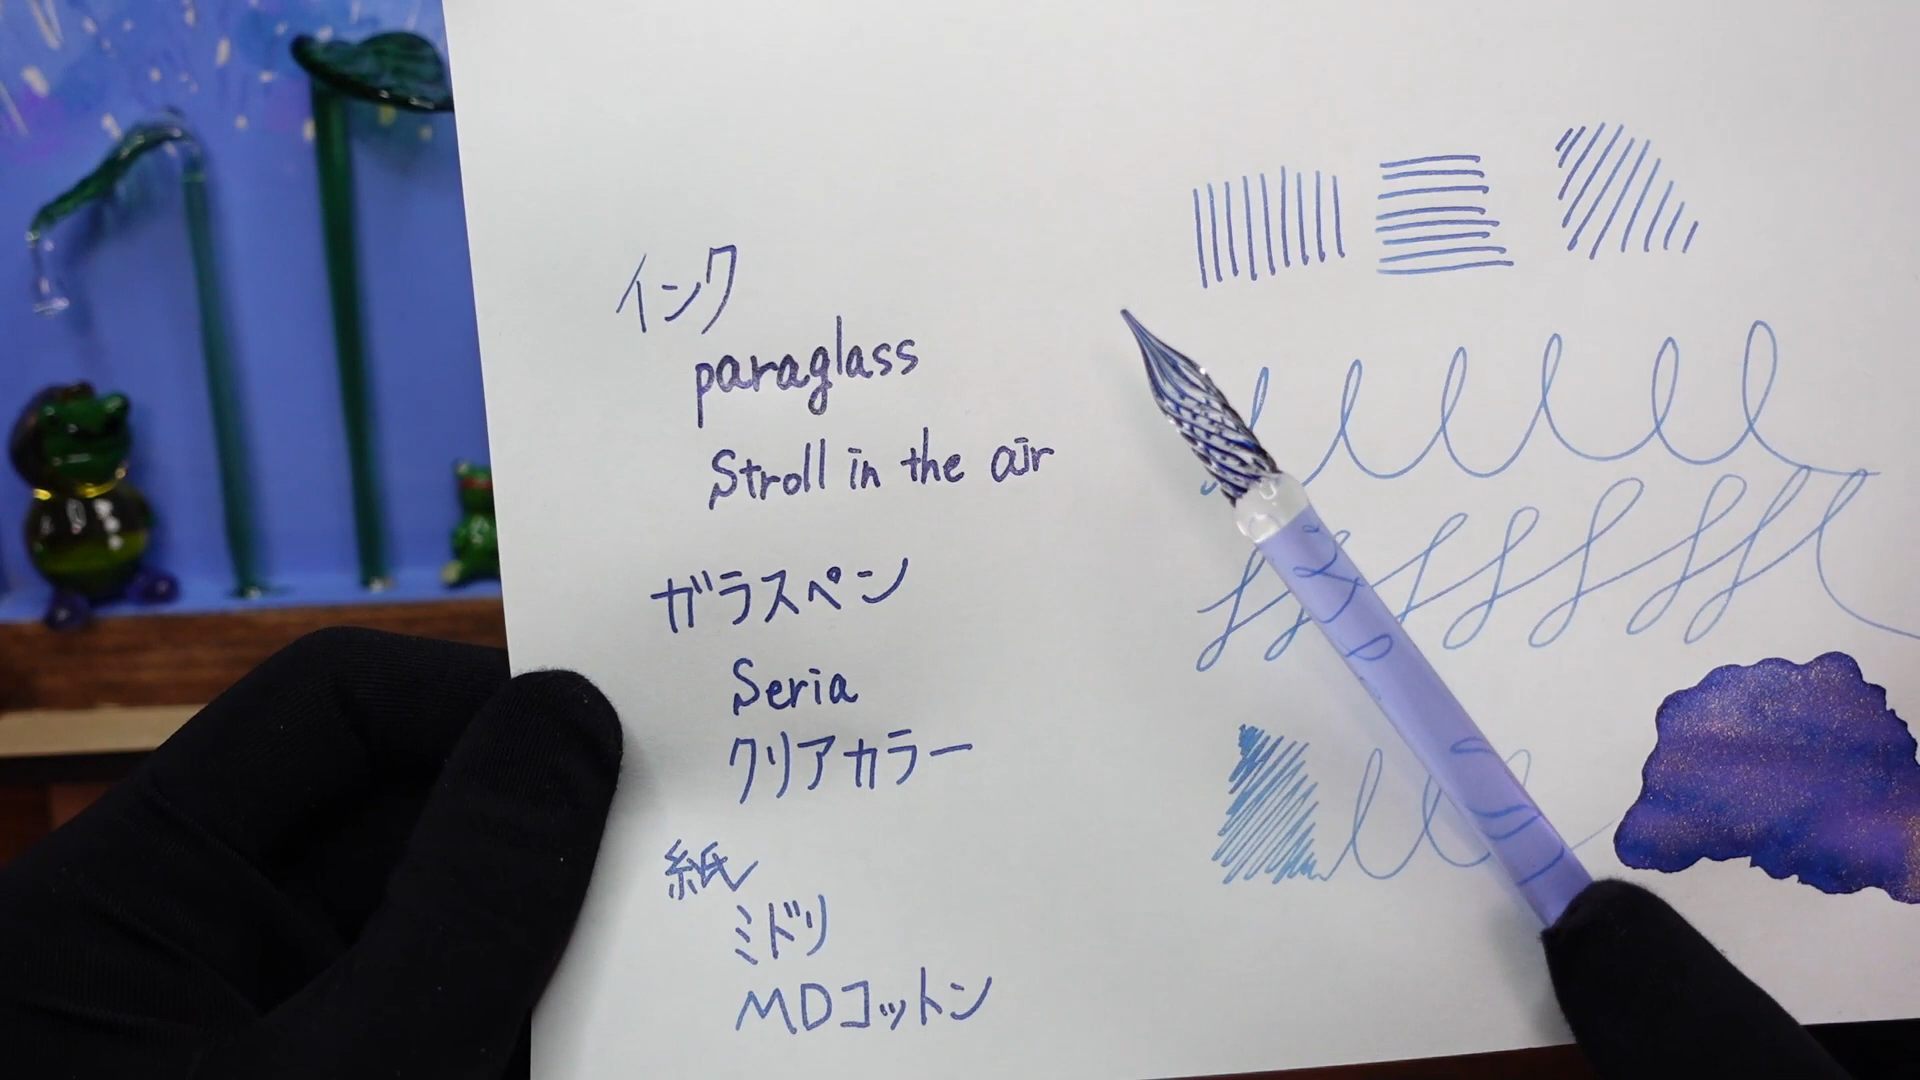 インク
paraglass
Stroll in the air
ガラスペン
Seria
クリアカラー
紙
ミドリ
MDコットン